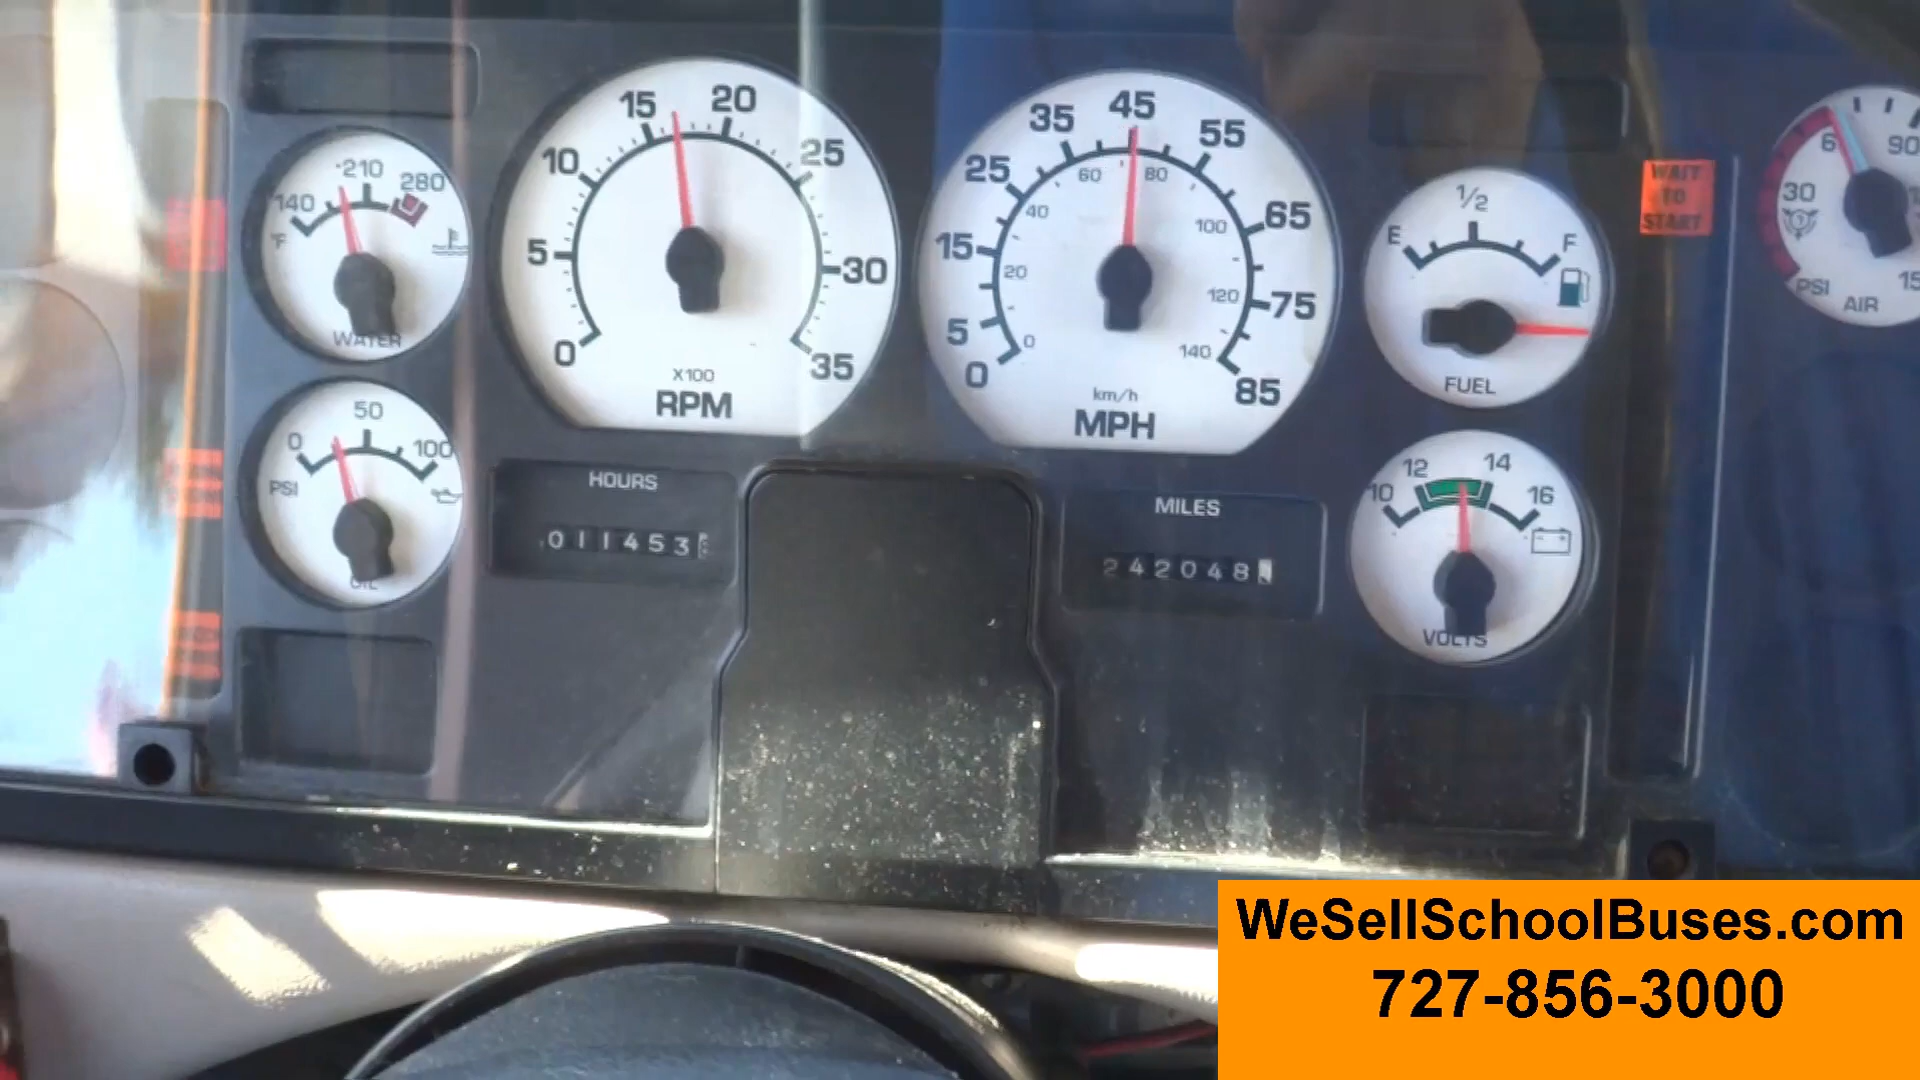 15 20
10 25
5 30
0 35
X100
RPM
45
35 55
25 65
15 75
5 85
0
60 80
40 100
20 120
0 140
km/h
MPH
210
140 280
°F
WATER
50
0 100
PSI
OIL
HOURS
011453
MILES
242048
1/2
E F
FUEL
12 14
10 16
VOLTS
WAIT
TO
START
90
30
PSI
AIR
WeSellSchoolBuses.com
727-856-3000